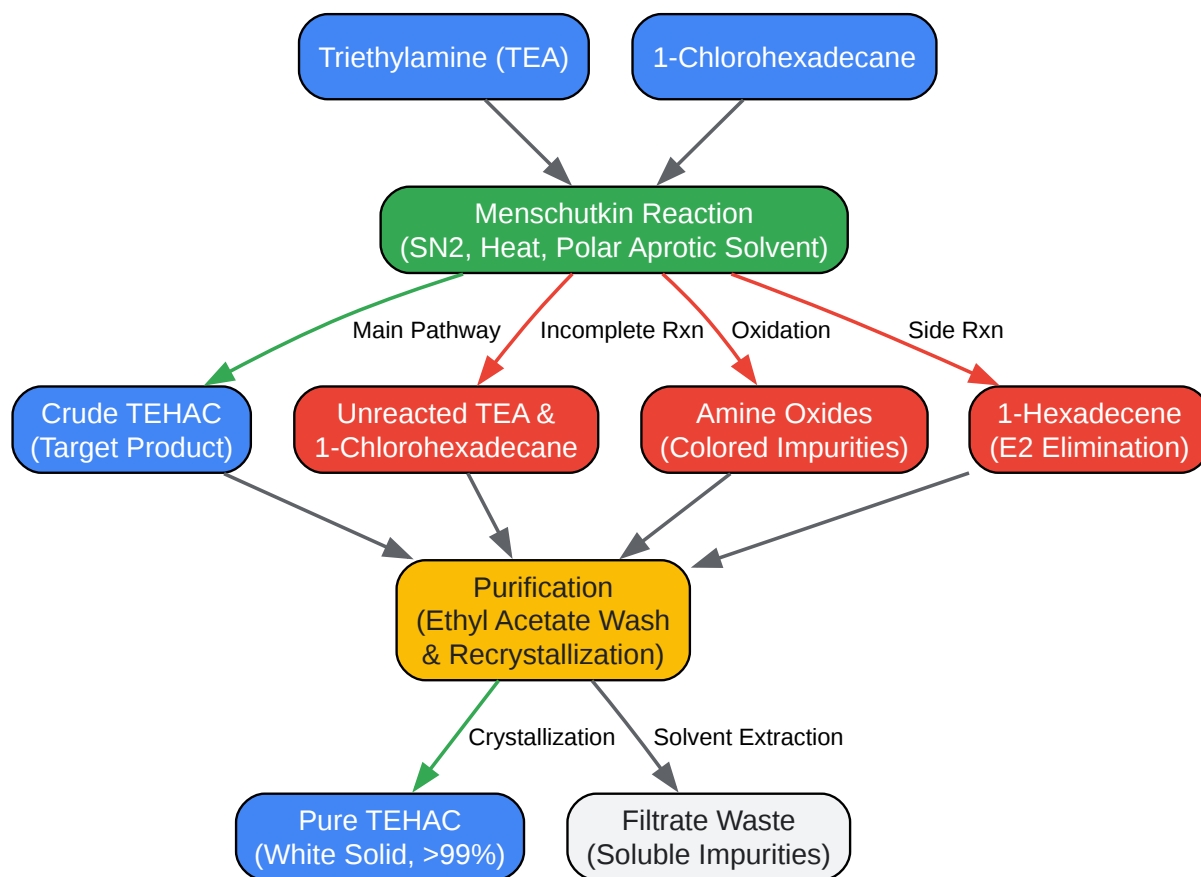 Triethylamine (TEA)
1-Chlorohexadecane
Menschutkin Reaction
(SN2, Heat, Polar Aprotic Solvent)
Main Pathway
Incomplete Rxn
Oxidation
Side Rxn
Crude TEHAC
(Target Product)
Unreacted TEA &
1-Chlorohexadecane
Amine Oxides
(Colored Impurities)
1-Hexadecene
(E2 Elimination)
Purification
(Ethyl Acetate Wash
& Recrystallization)
Crystallization
Solvent Extraction
Pure TEHAC
(White Solid, >99%)
Filtrate Waste
(Soluble Impurities)